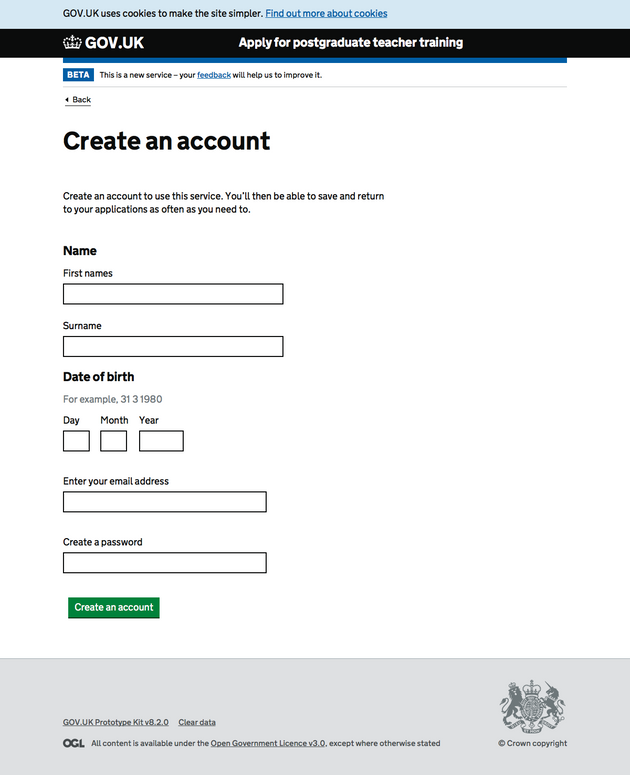 GOV.UK uses cookies to make the site simpler. Find out more about cookies
GOV.UK Apply for postgraduate teacher training
BETA This is a new service – your feedback will help us to improve it.
Back
Create an account
Create an account to use this service. You'll then be able to save and return
to your applications as often as you need to.
Name
First names
Surname
Date of birth
For example, 31 3 1980
Day Month Year
Enter your email address
Create a password
Create an account
GOV.UK Prototype Kit v8.2.0 Clear data
OGL All content is available under the Open Government Licence v3.0, except where otherwise stated
© Crown copyright